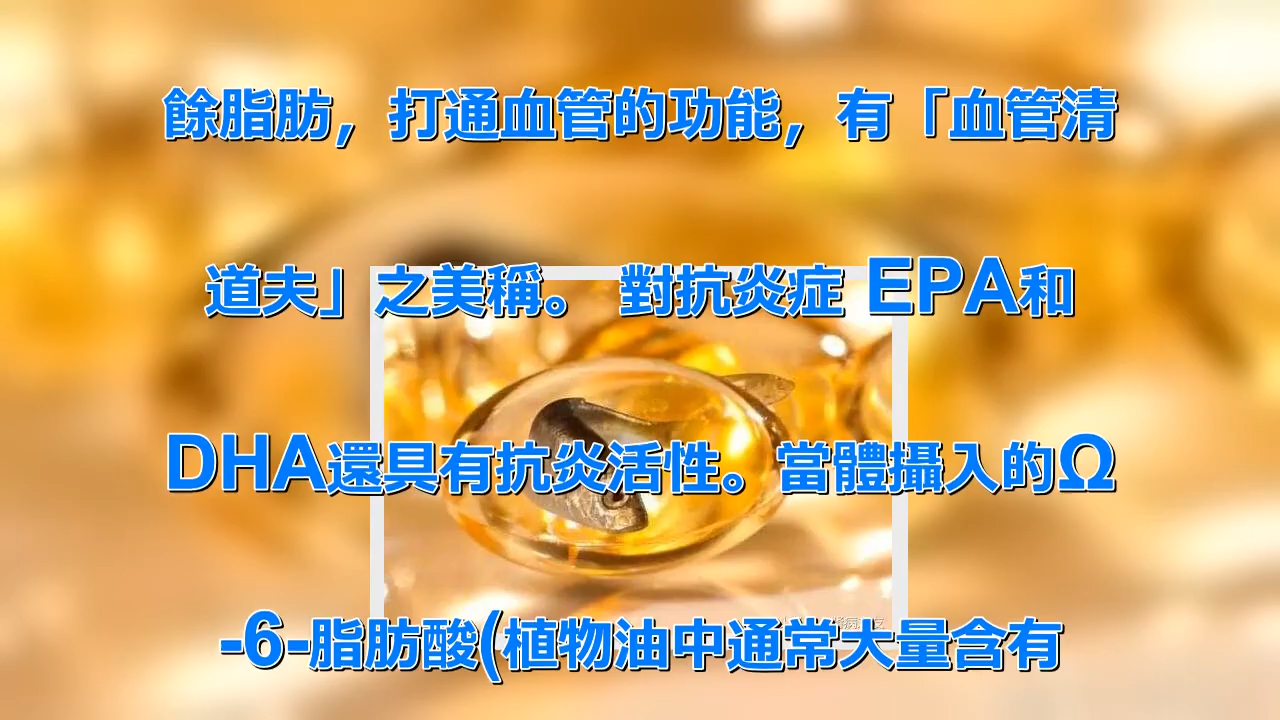 餘脂肪，打通血管的功能，有「血管清
道夫」之美稱。 對抗炎症 EPA和
DHA還具有抗炎活性。當體攝入的Ω
-6-脂肪酸(植物油中通常大量含有